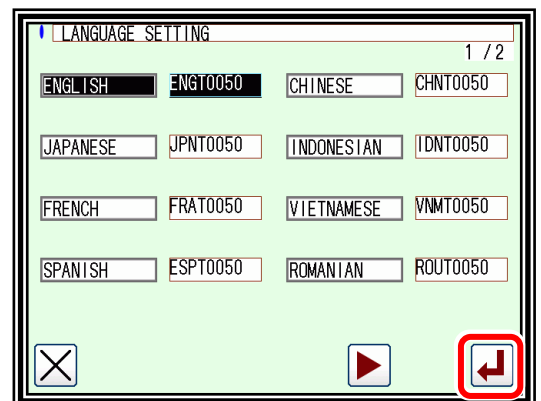 LANGUAGE SETTING
1 /2
ENGLISH ENGT0050 CHINESE CHNT0050
JAPANESE JPNT0050 INDONESIAN IDNT0050
FRENCH FRAT0050 VIETNAMESE VNMT0050
SPANISH ESPT0050 ROMANIAN ROUT0050